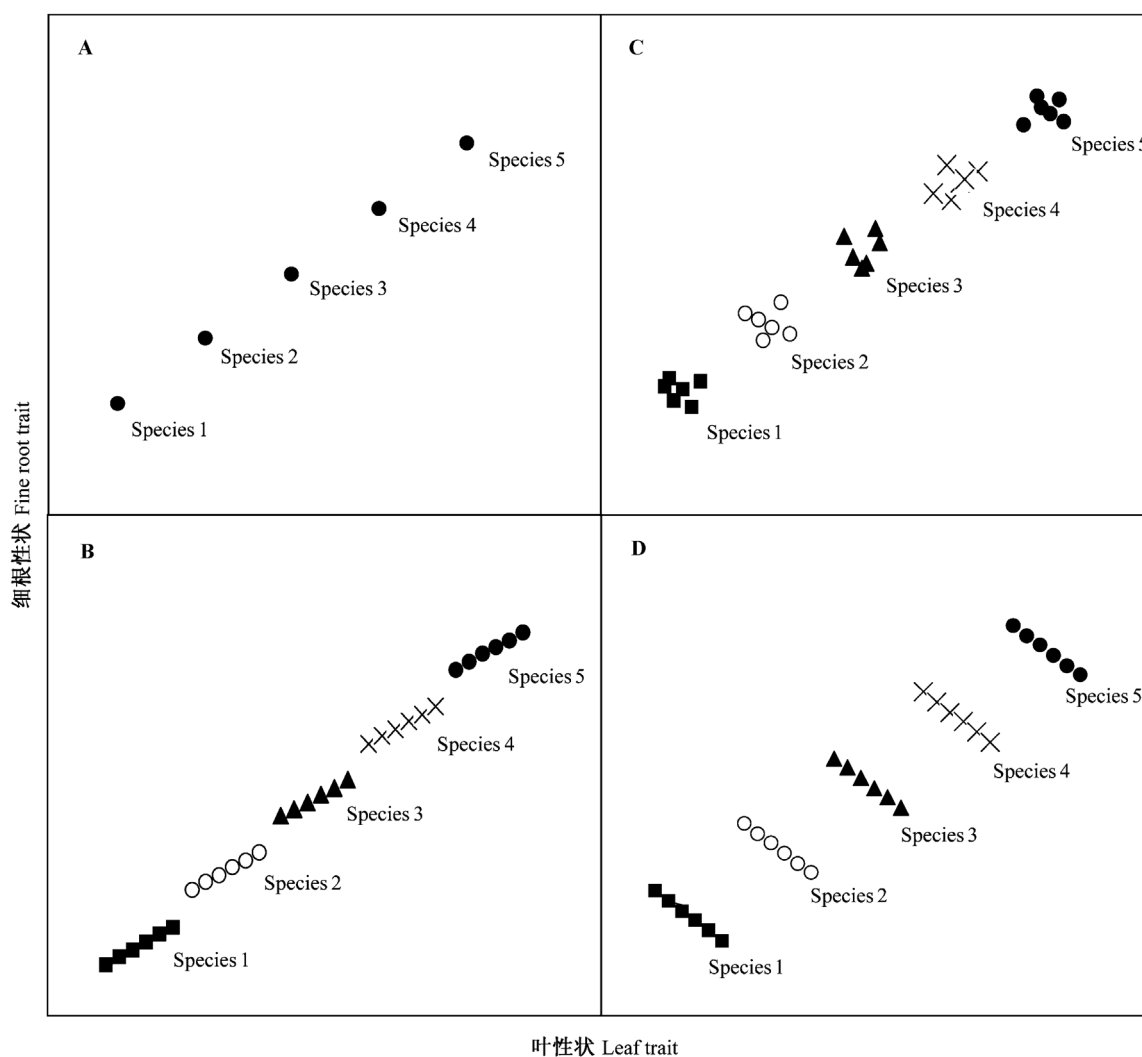 A
Species 5
Species 4
Species 3
Species 2
Species 1
C
Species 5
Species 4
Species 3
Species 2
Species 1
细根性状 Fine root trait
B
Species 5
Species 4
Species 3
Species 2
Species 1
D
Species 5
Species 4
Species 3
Species 2
Species 1
叶性状 Leaf trait